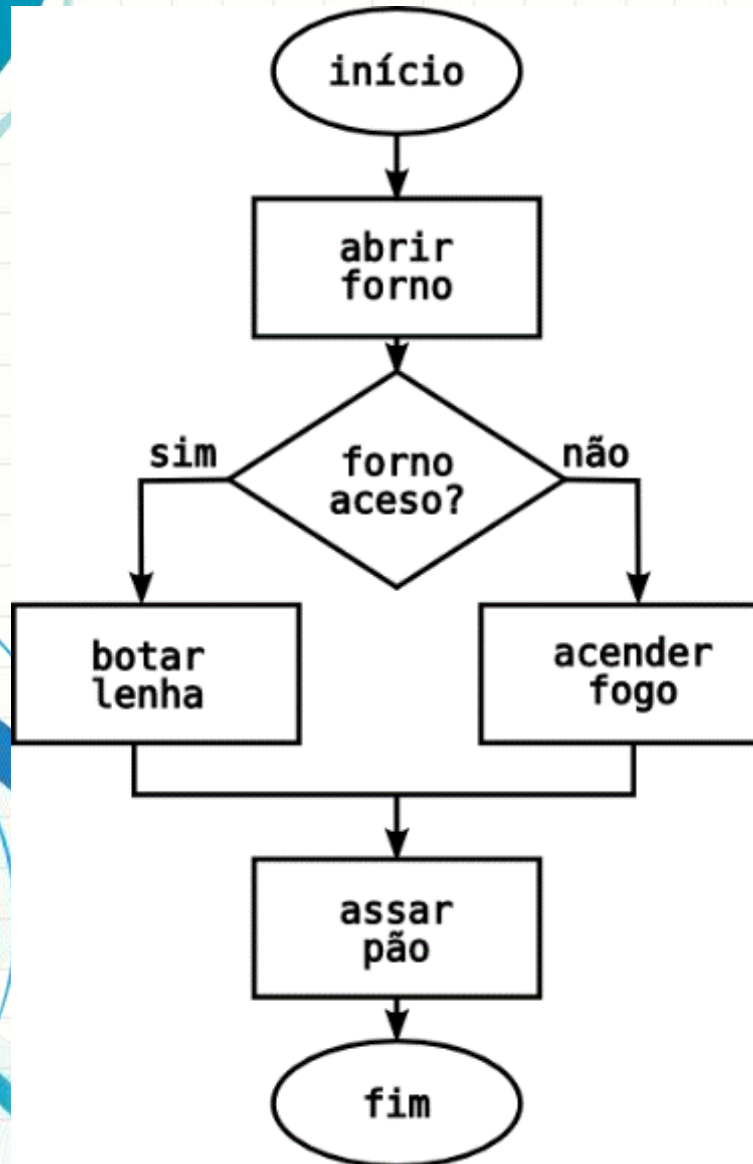 início
abrir
forno
forno
aceso?
sim
não
botar
lenha
acender
fogo
assar
pão
fim